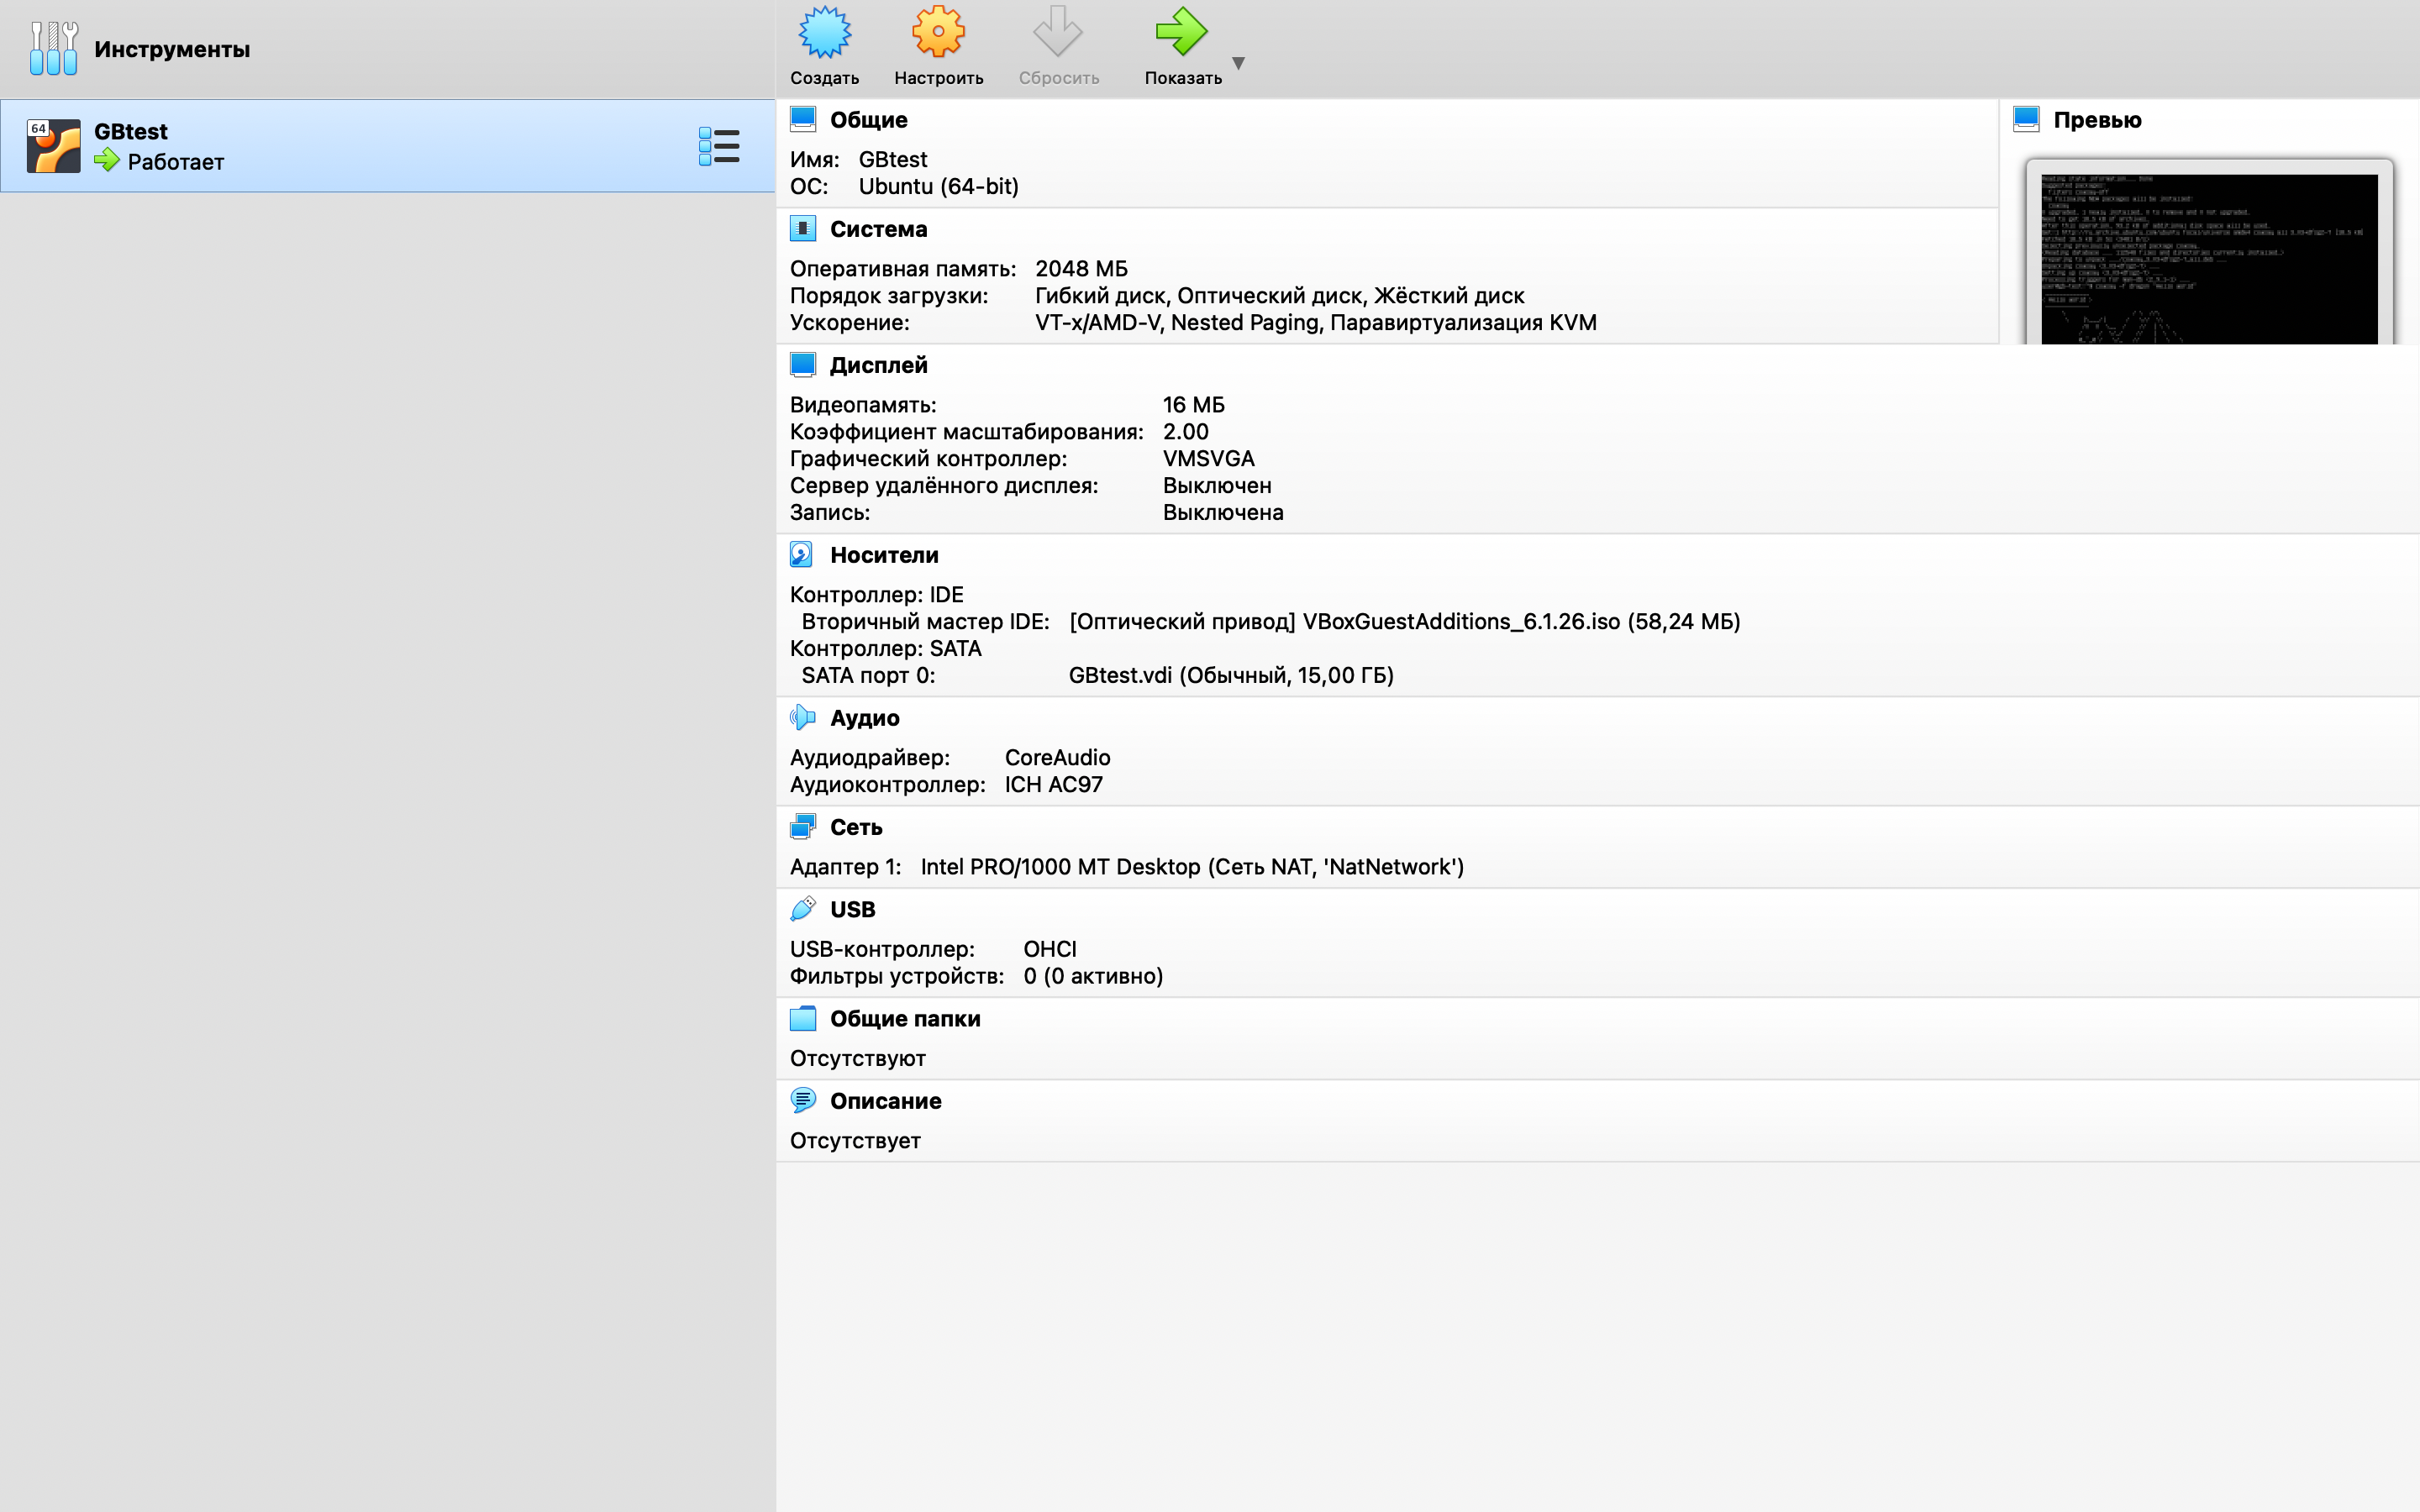 Инструменты
Создать
Настроить
Сбросить
Показать
64
GBtest
Работает
Общие
Имя: GBtest
ОС: Ubuntu (64-bit)
Превью
Система
Оперативная память: 2048 МБ
Порядок загрузки: Гибкий диск, Оптический диск, Жёсткий диск
Ускорение: VT-x/AMD-V, Nested Paging, Паравиртуализация KVM
Дисплей
Видеопамять: 16 МБ
Коэффициент масштабирования: 2.00
Графический контроллер: VMSVGA
Сервер удалённого дисплея: Выключен
Запись: Выключена
Носители
Контроллер: IDE
Вторичный мастер IDE: [Оптический привод] VBoxGuestAdditions_6.1.26.iso (58,24 МБ)
Контроллер: SATA
SATA порт 0: GBtest.vdi (Обычный, 15,00 ГБ)
Аудио
Аудиодрайвер: CoreAudio
Аудиоконтроллер: ICH AC97
Сеть
Адаптер 1: Intel PRO/1000 MT Desktop (Сеть NAT, 'NatNetwork')
USB
USB-контроллер: OHCI
Фильтры устройств: 0 (0 активно)
Общие папки
Отсутствуют
Описание
Отсутствует